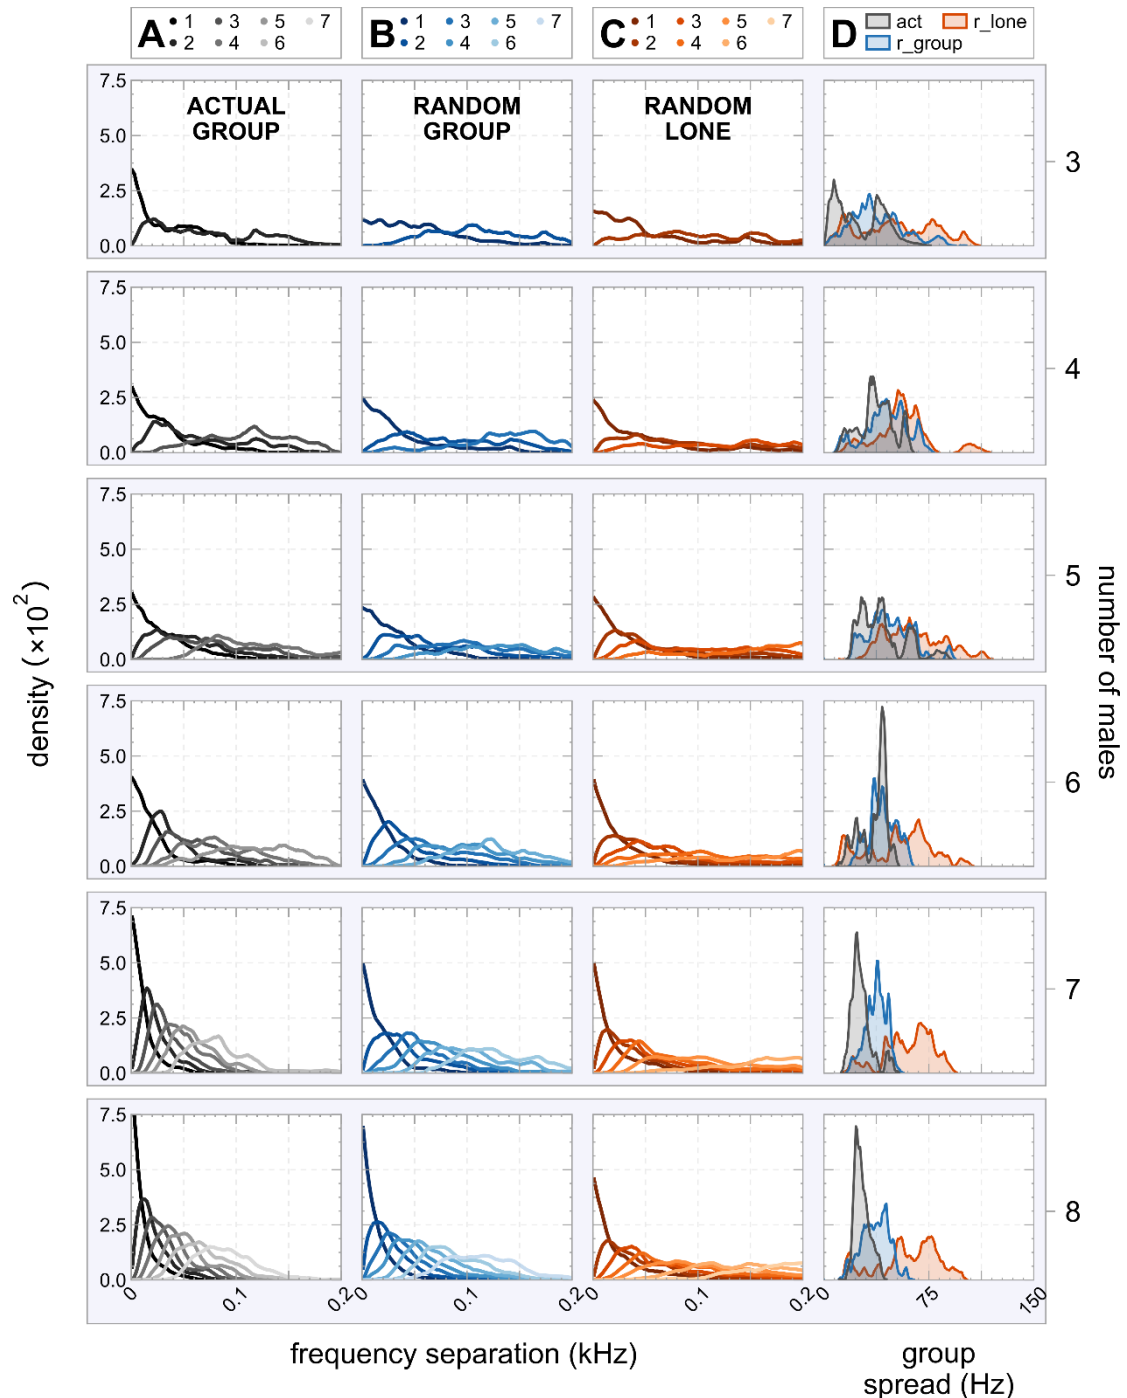 A 1 3 5 7
2 4 6
B 1 3 5 7
2 4 6
C 1 3 5 7
2 4 6
D act r_lone
r_group
ACTUAL
GROUP
RANDOM
GROUP
RANDOM
LONE
7.5
5.0
2.5
0.0
3
7.5
5.0
2.5
0.0
4
7.5
5.0
2.5
0.0
5
7.5
5.0
2.5
0.0
6
7.5
5.0
2.5
0.0
7
7.5
5.0
2.5
0.0
8
0 0.1 0.2
0 0.1 0.2
0 0.1 0.2
0 75 150
density (×10²)
number of males
frequency separation (kHz)
group
spread (Hz)